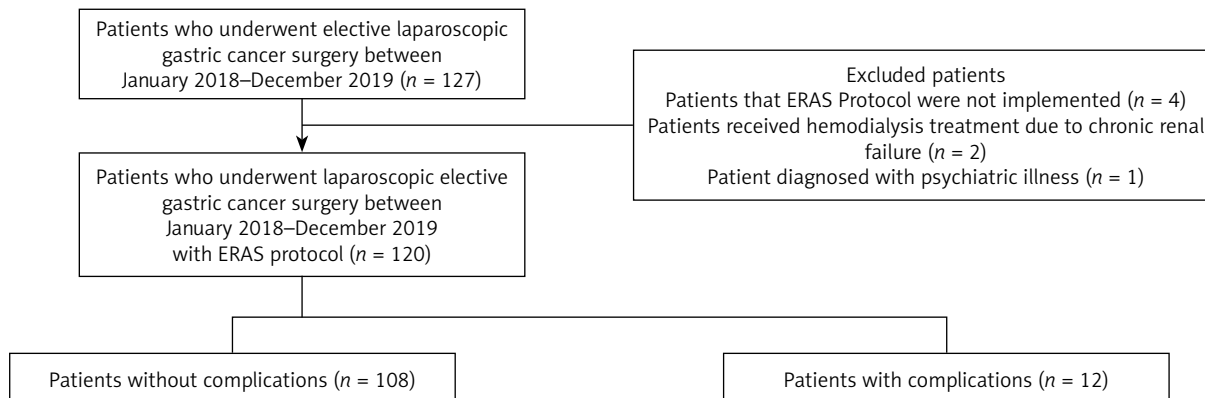 Patients who underwent elective laparoscopic
gastric cancer surgery between
January 2018–December 2019 (n = 127)
Excluded patients
Patients that ERAS Protocol were not implemented (n = 4)
Patients received hemodialysis treatment due to chronic renal
failure (n = 2)
Patient diagnosed with psychiatric illness (n = 1)
Patients who underwent laparoscopic elective
gastric cancer surgery between
January 2018–December 2019
with ERAS protocol (n = 120)
Patients without complications (n = 108)
Patients with complications (n = 12)